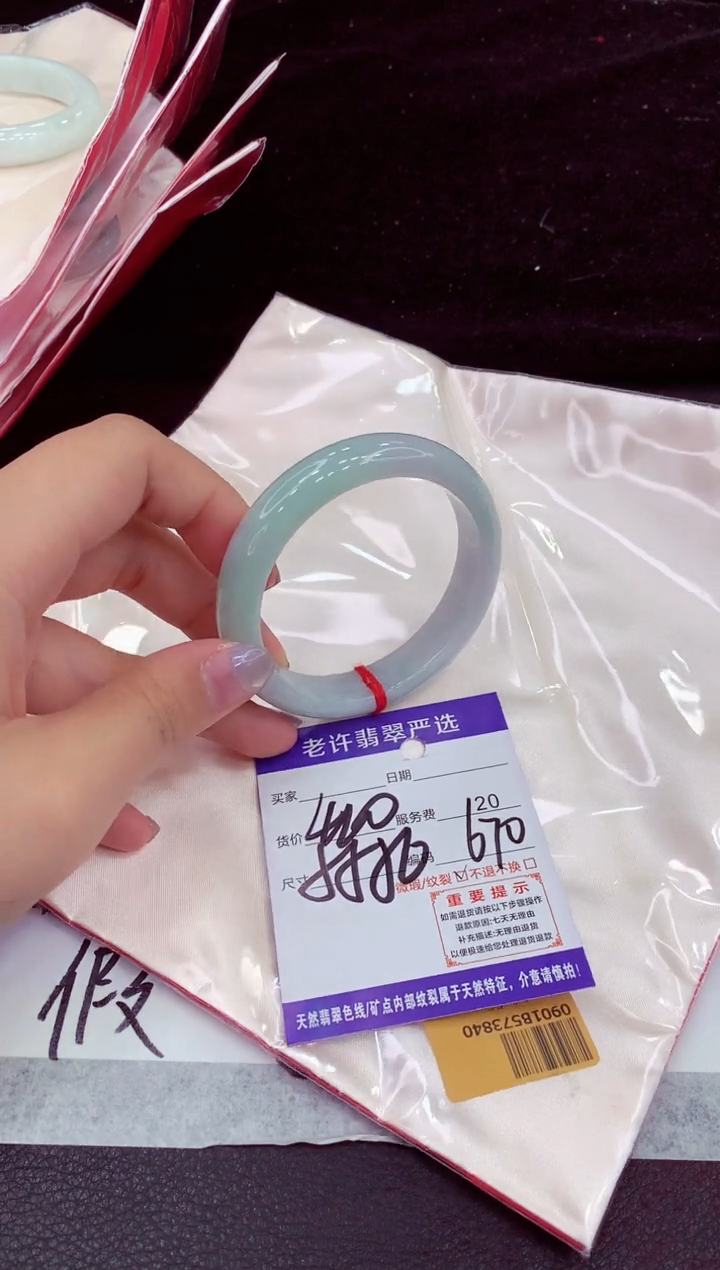 老许翡翠严选
买家 日期
货价 服务费 120
尺寸 编码 670
微瑕/纹裂 ☑ 不退不换 ☐
重要提示
如需退货请按以下步骤操作
退款原因:七天无理由
补充描述:无理由退货
以便极速给您处理退货退款
天然翡翠色线/矿点内部纹裂属于天然特征，介意请慎拍!
0901B573840